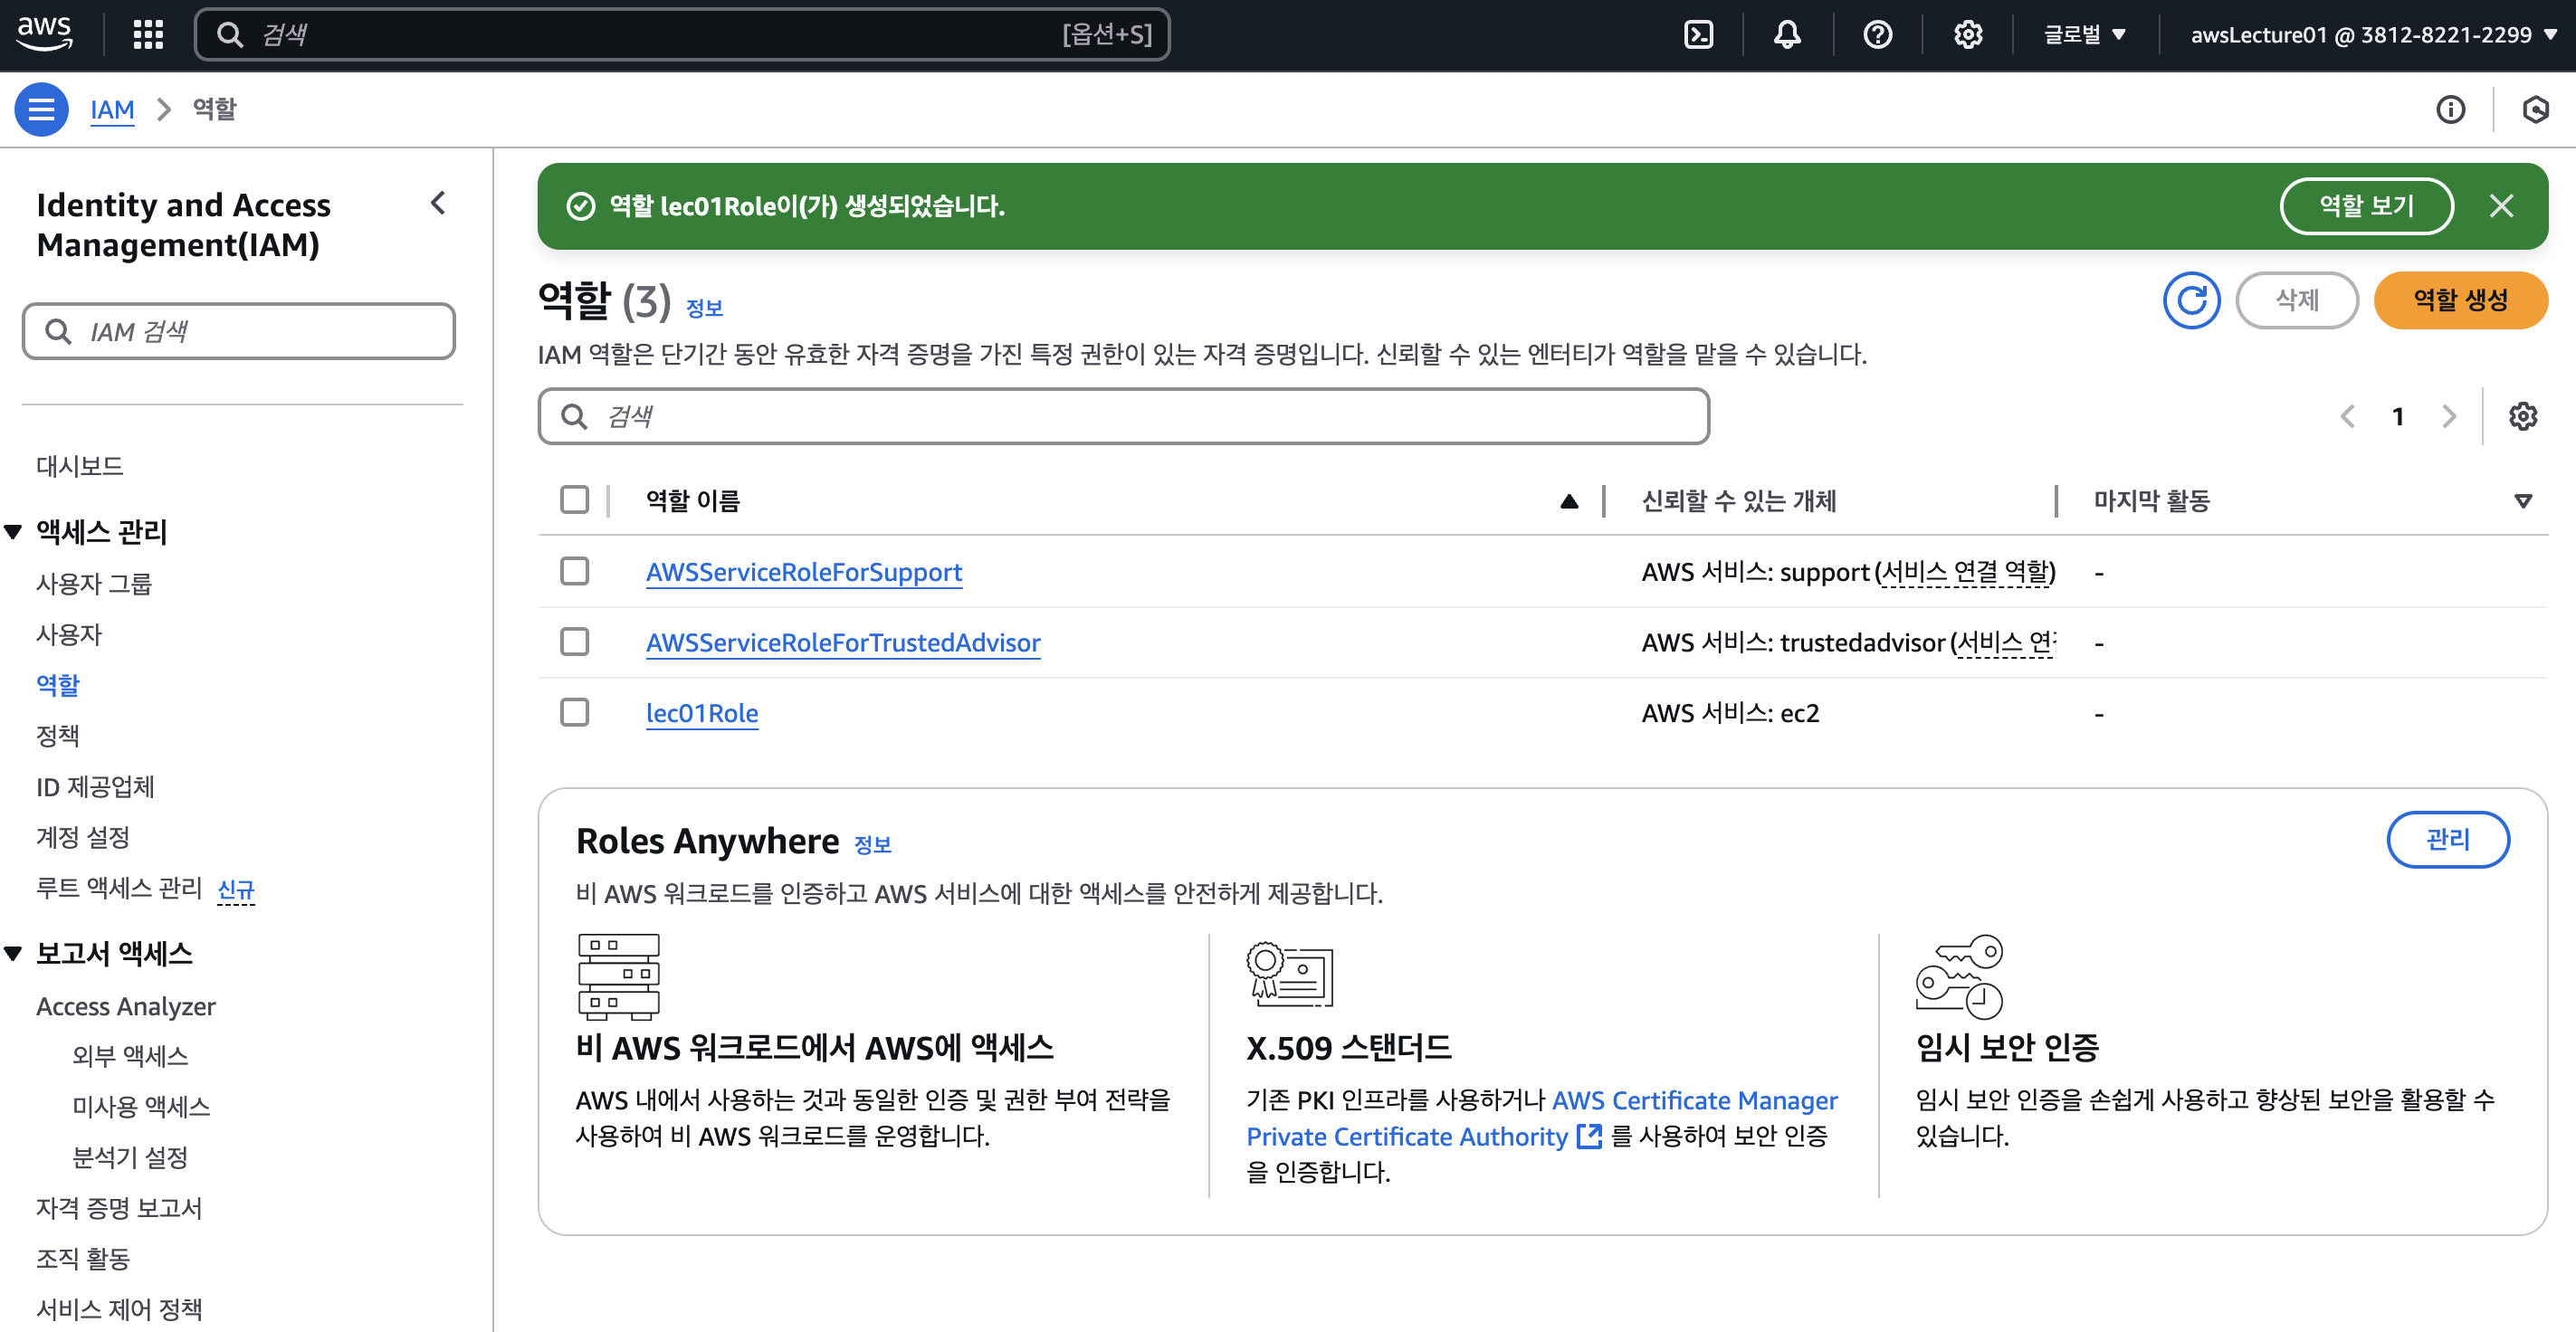 aws
검색
[옵션+S]
글로벌
awsLecture01 @ 3812-8221-2299
IAM
역할
Identity and Access
Management(IAM)
IAM 검색
대시보드
액세스 관리
사용자 그룹
사용자
역할
정책
ID 제공업체
계정 설정
루트 액세스 관리 신규
보고서 액세스
Access Analyzer
외부 액세스
미사용 액세스
분석기 설정
자격 증명 보고서
조직 활동
서비스 제어 정책
역할 lec01Role이(가) 생성되었습니다.
역할 보기
역할 (3) 정보
삭제
역할 생성
IAM 역할은 단기간 동안 유효한 자격 증명을 가진 특정 권한이 있는 자격 증명입니다. 신뢰할 수 있는 엔터티가 역할을 맡을 수 있습니다.
검색
1
역할 이름
신뢰할 수 있는 개체
마지막 활동
AWSServiceRoleForSupport
AWS 서비스: support(서비스 연결 역할)
-
AWSServiceRoleForTrustedAdvisor
AWS 서비스: trustedadvisor(서비스
-
lec01Role
AWS 서비스: ec2
-
Roles Anywhere 정보
관리
비 AWS 워크로드를 인증하고 AWS 서비스에 대한 액세스를 안전하게 제공합니다.
비 AWS 워크로드에서 AWS에 액세스
AWS 내에서 사용하는 것과 동일한 인증 및 권한 부여 전략을
사용하여 비 AWS 워크로드를 운영합니다.
X.509 스탠더드
기존 PKI 인프라를 사용하거나 AWS Certificate Manager
Private Certificate Authority 를 사용하여 보안 인증
을 인증합니다.
임시 보안 인증
임시 보안 인증을 손쉽게 사용하고 향상된 보안을 활용할 수
있습니다.